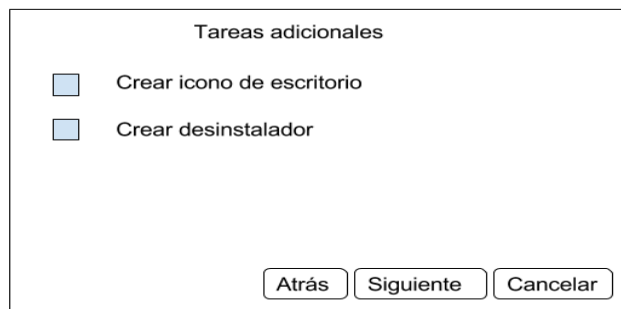 Tareas adicionales
Crear icono de escritorio
Crear desinstalador
Atrás Siguiente Cancelar